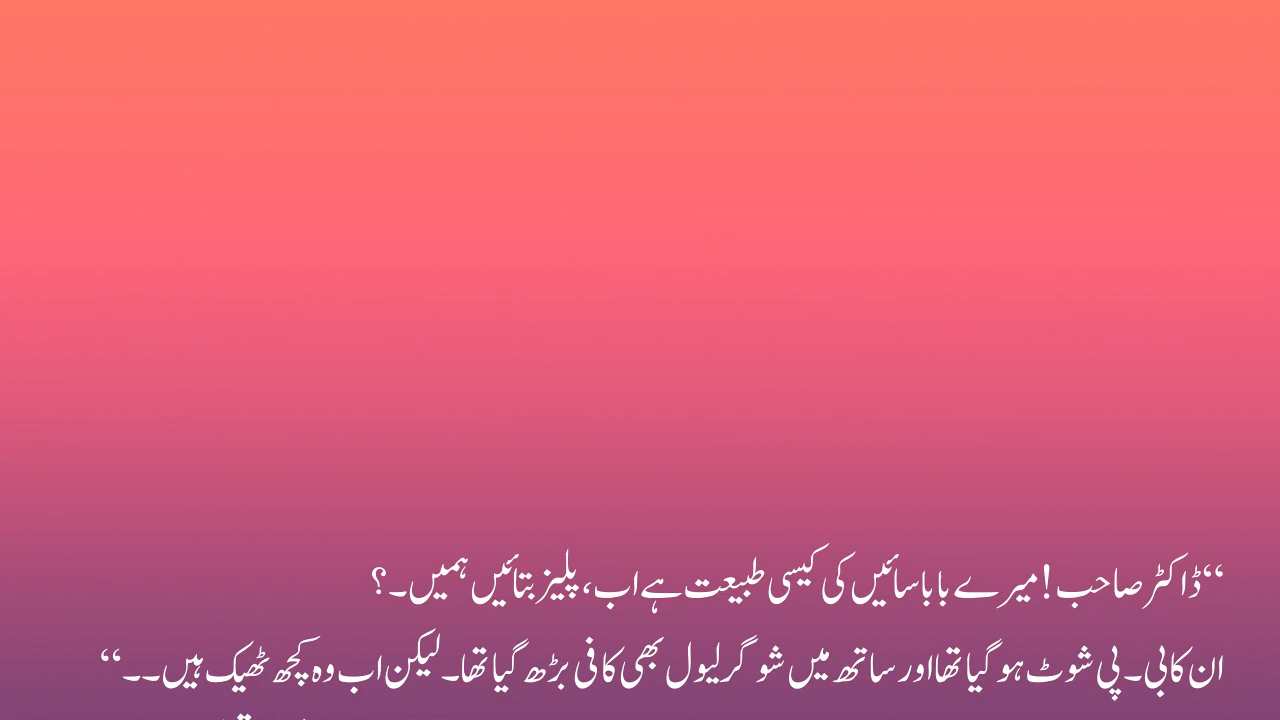 “ڈاکٹر صاحب! میرے بابا سائیں کی کیسی طبیعت ہے اب، پلیز بتائیں ہمیں۔؟
ان کا بی۔پی شوٹ ہو گیا تھا اور ساتھ میں شوگر لیول بھی کافی بڑھ گیا تھا۔ لیکن اب وہ کچھ ٹھیک ہیں۔۔“